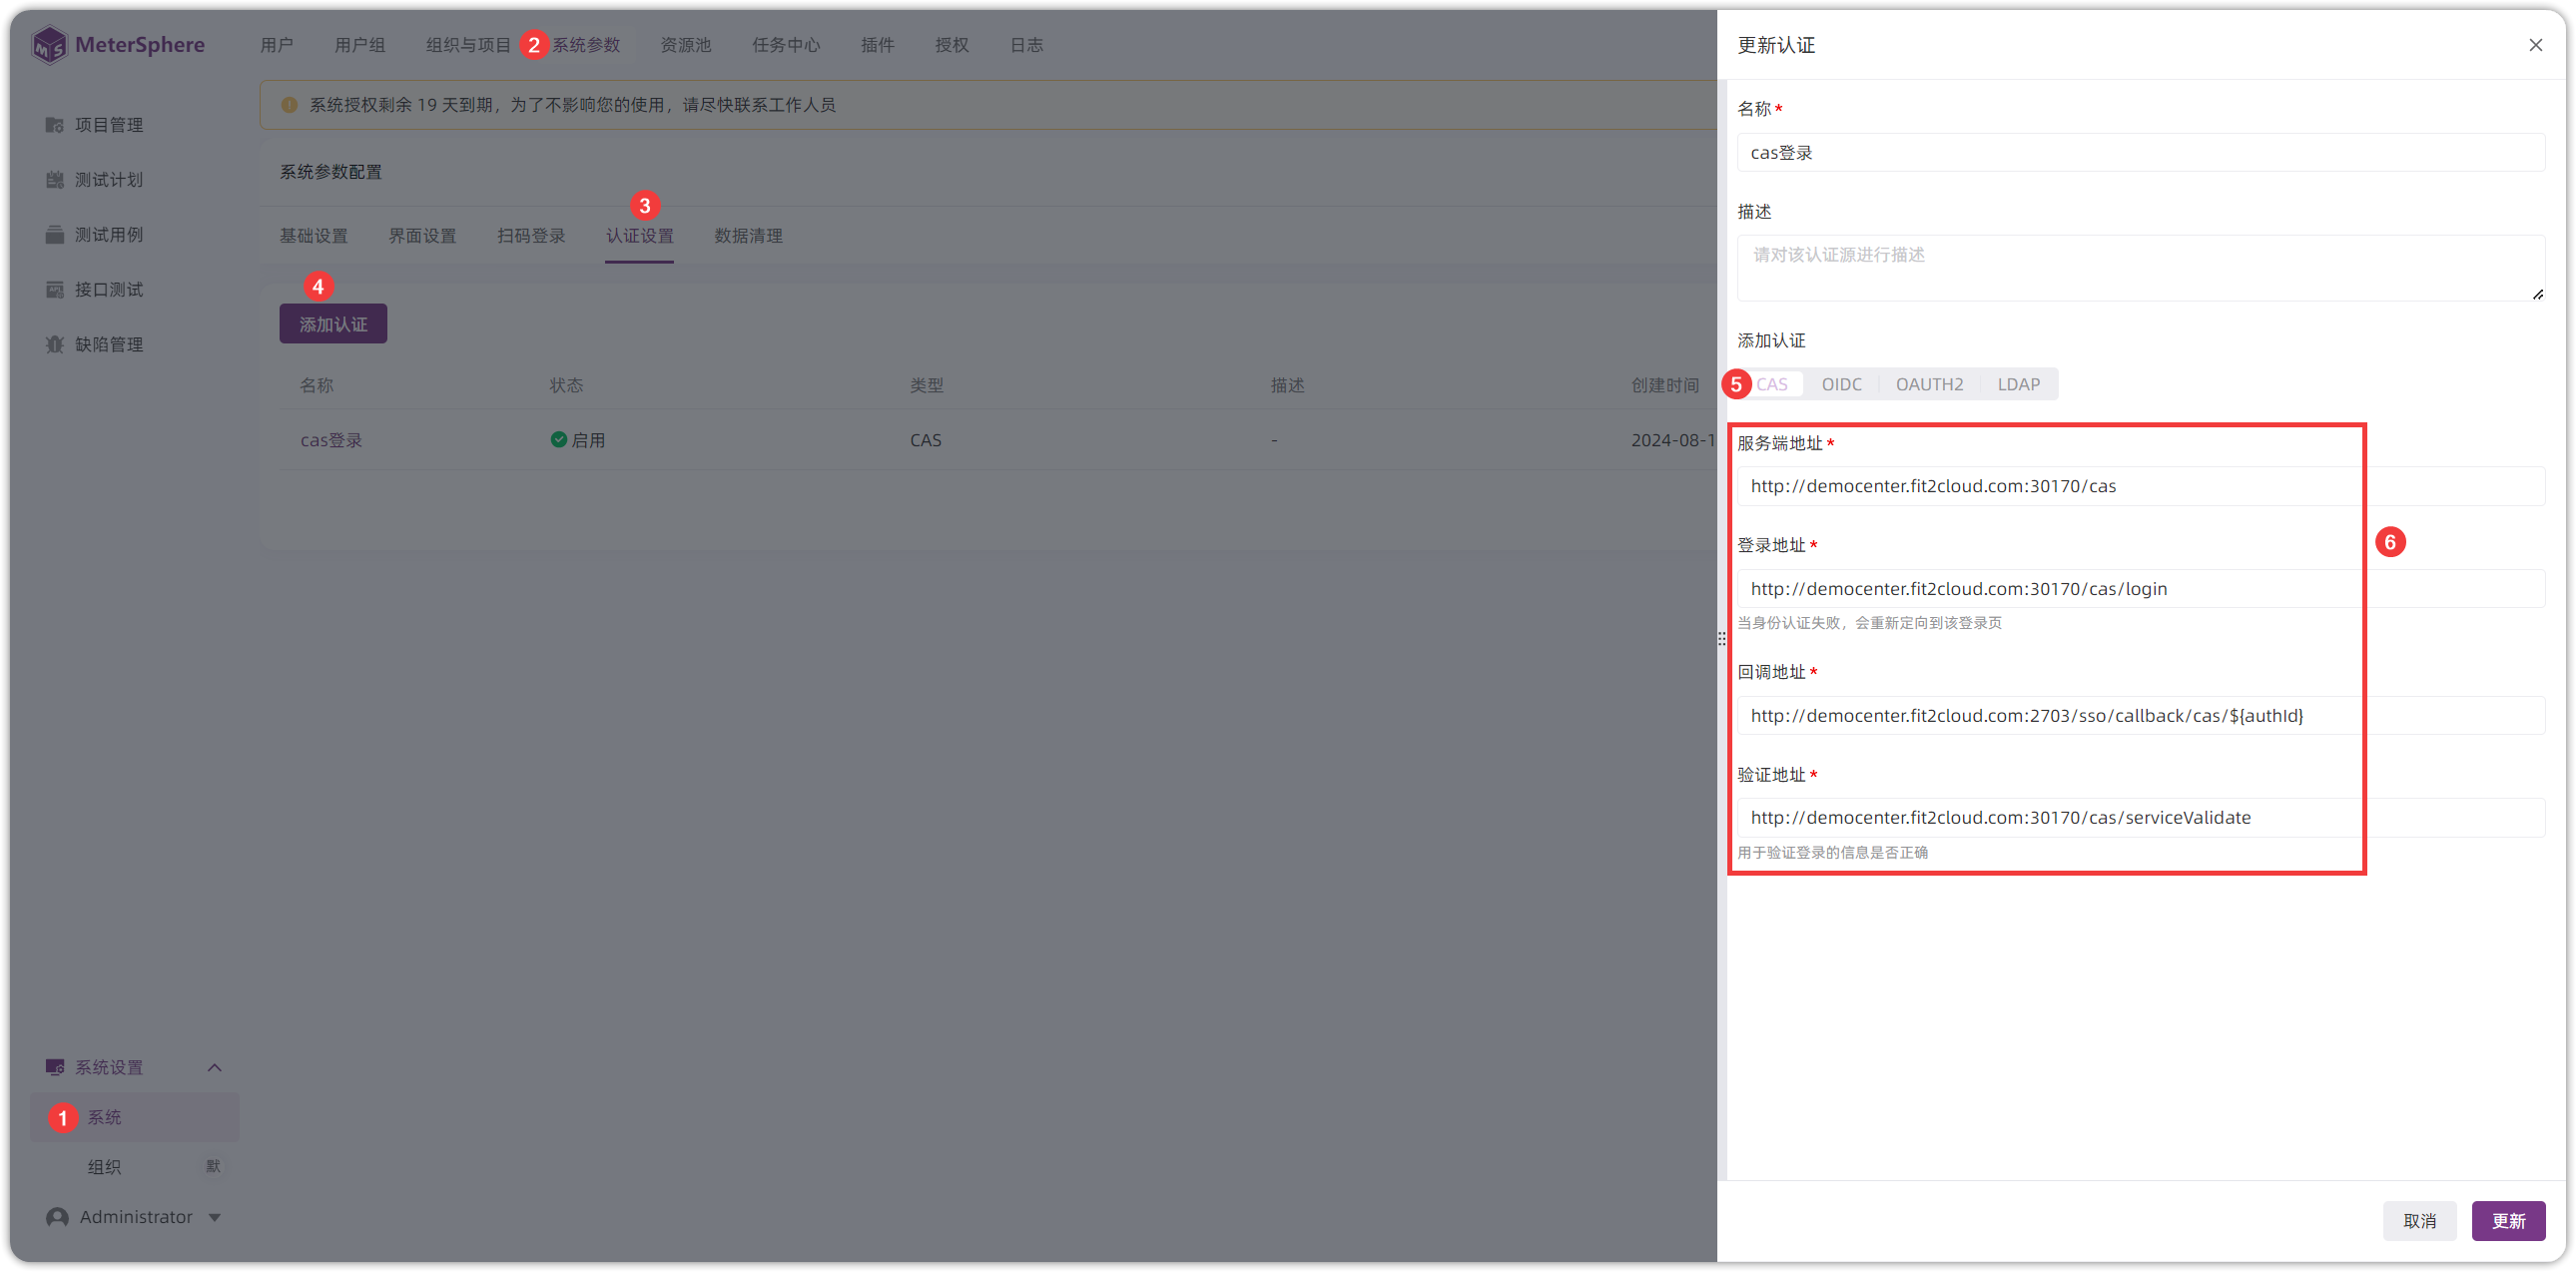 MeterSphere
用户
用户组
组织与项目
2
系统参数
资源池
任务中心
插件
授权
日志
项目管理
测试计划
测试用例
接口测试
缺陷管理
系统授权剩余 19 天到期，为了不影响您的使用，请尽快联系工作人员
系统参数配置
3
基础设置
界面设置
扫码登录
认证设置
数据清理
4
添加认证
名称
状态
类型
描述
创建时间
cas登录
启用
CAS
-
2024-08-1
系统设置
1
系统
组织
默
Administrator
更新认证
名称*
cas登录
描述
请对该认证源进行描述
添加认证
5
CAS
OIDC
OAUTH2
LDAP
服务端地址*
http://democenter.fit2cloud.com:30170/cas
6
登录地址*
http://democenter.fit2cloud.com:30170/cas/login
当身份认证失败，会重新定向到该登录页
回调地址*
http://democenter.fit2cloud.com:2703/sso/callback/cas/${authId}
验证地址*
http://democenter.fit2cloud.com:30170/cas/serviceValidate
用于验证登录的信息是否正确
取消
更新